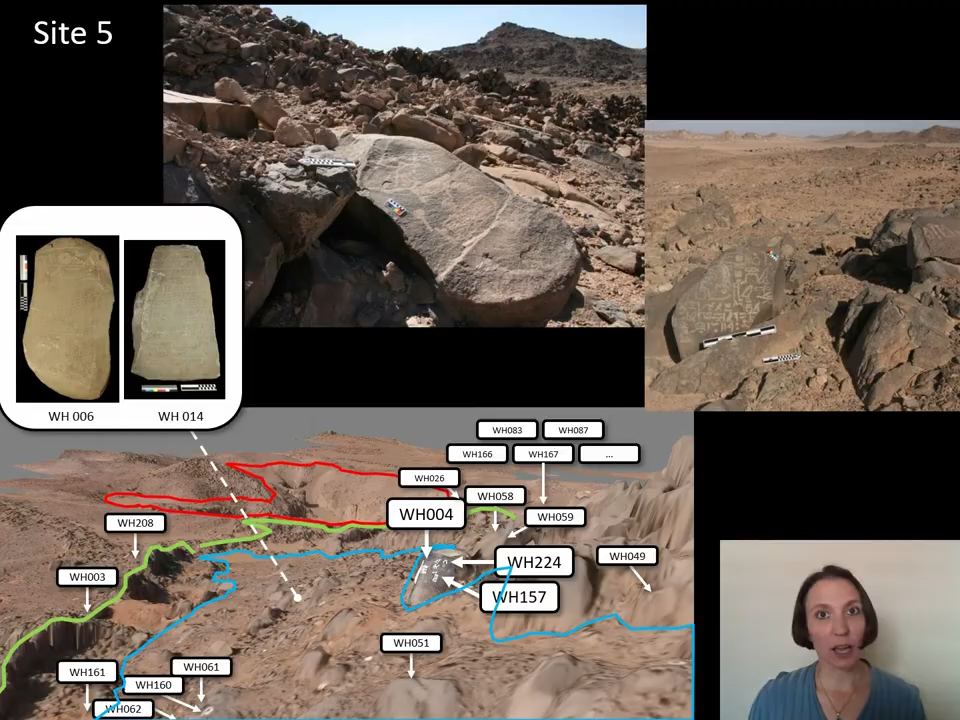 Site 5
WH 006
WH 014
WH083
WH087
WH166
WH167
...
WH026
WH058
WH004
WH059
WH208
WH224
WH049
WH003
WH157
WH051
WH161
WH061
WH160
WH062